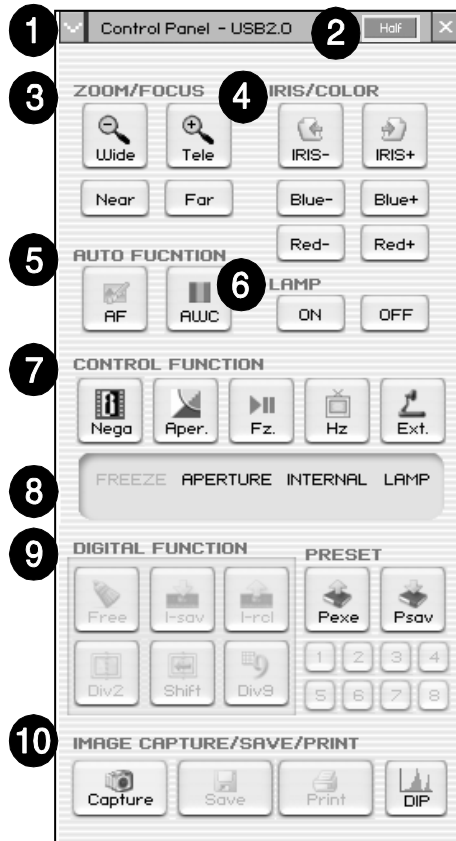 1 Control Panel - USB2.0 2 Half
3 ZOOM/FOCUS 4 IRIS/COLOR
Wide Tele IRIS- IRIS+
Near Far Blue- Blue+
Red- Red+
5 AUTO FUCNTION
6 LAMP
AF AWC ON OFF
7 CONTROL FUNCTION
Nega Aper. Fz. Hz Ext.
8 FREEZE APERTURE INTERNAL LAMP
9 DIGITAL FUNCTION PRESET
Free I-sav I-rcl Pexe Psav
1 2 3 4
Div2 Shift Div9
5 6 7 8
10 IMAGE CAPTURE/SAVE/PRINT
Capture Save Print DIP